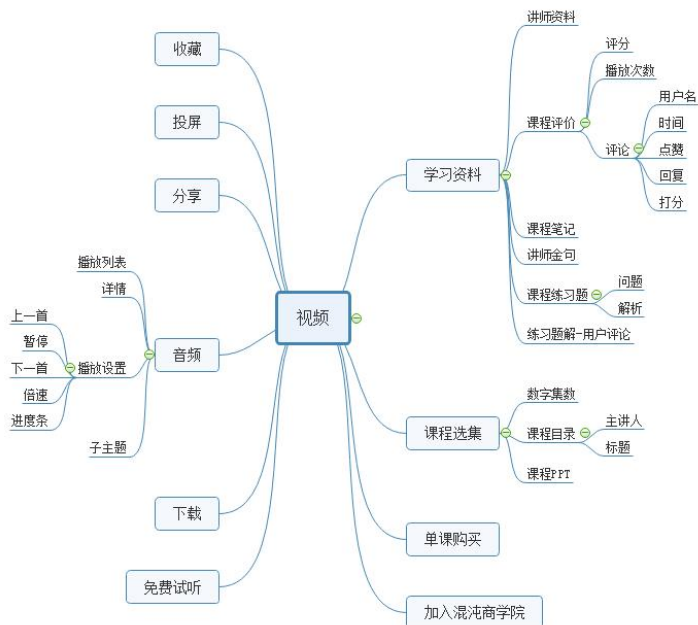 视频
收藏
投屏
分享
音频
播放列表
详情
播放设置
上一首
暂停
下一首
倍速
进度条
子主题
下载
免费试听
学习资料
讲师资料
课程评价
评分
播放次数
评论
用户名
时间
点赞
回复
打分
课程笔记
讲师金句
课程练习题
问题
解析
练习题解-用户评论
课程选集
数字集数
课程目录
主讲人
标题
课程PPT
单课购买
加入混沌商学院